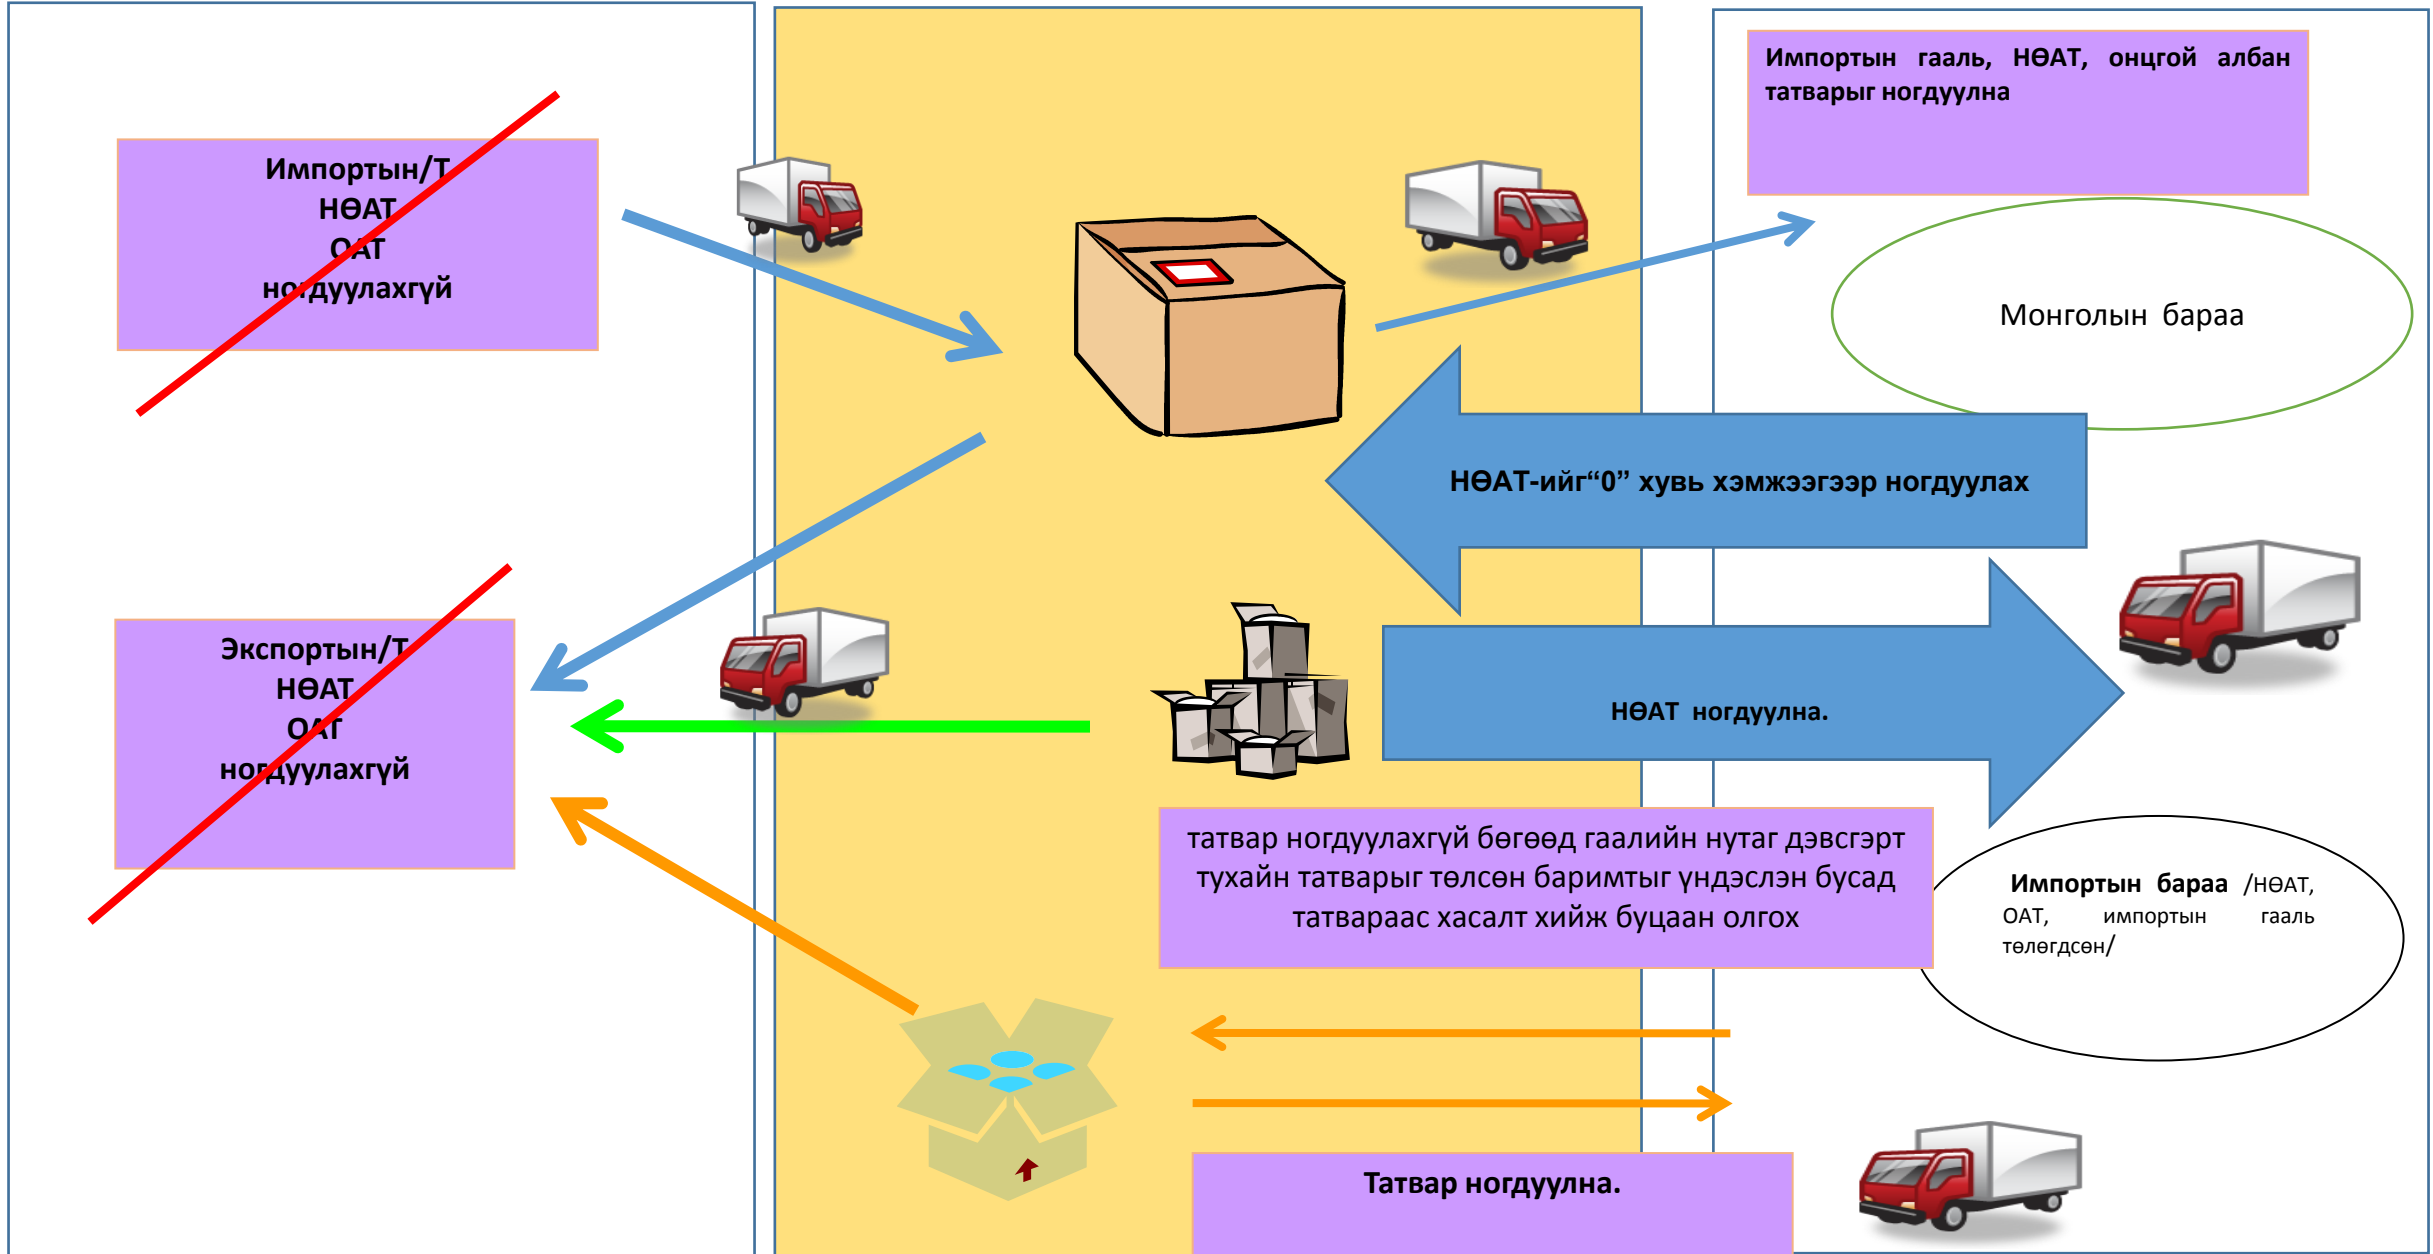 Импортын/Т
НӨАТ
ОАТ
ногдуулахгүй
Экспортын/Т
НӨАТ
ОАТ
ногдуулахгүй
Импортын гааль, НӨАТ, онцгой албан
татварыг ногдуулна
Монголын бараа
НӨАТ-ийг“0” хувь хэмжээгээр ногдуулах
НӨАТ ногдуулна.
татвар ногдуулахгүй бөгөөд гаалийн нутаг дэвсгэрт
тухайн татварыг төлсөн баримтыг үндэслэн бусад
татвараас хасалт хийж буцаан олгох
Импортын бараа /НӨАТ,
ОАТ, импортын гааль
төлөгдсөн/
Татвар ногдуулна.